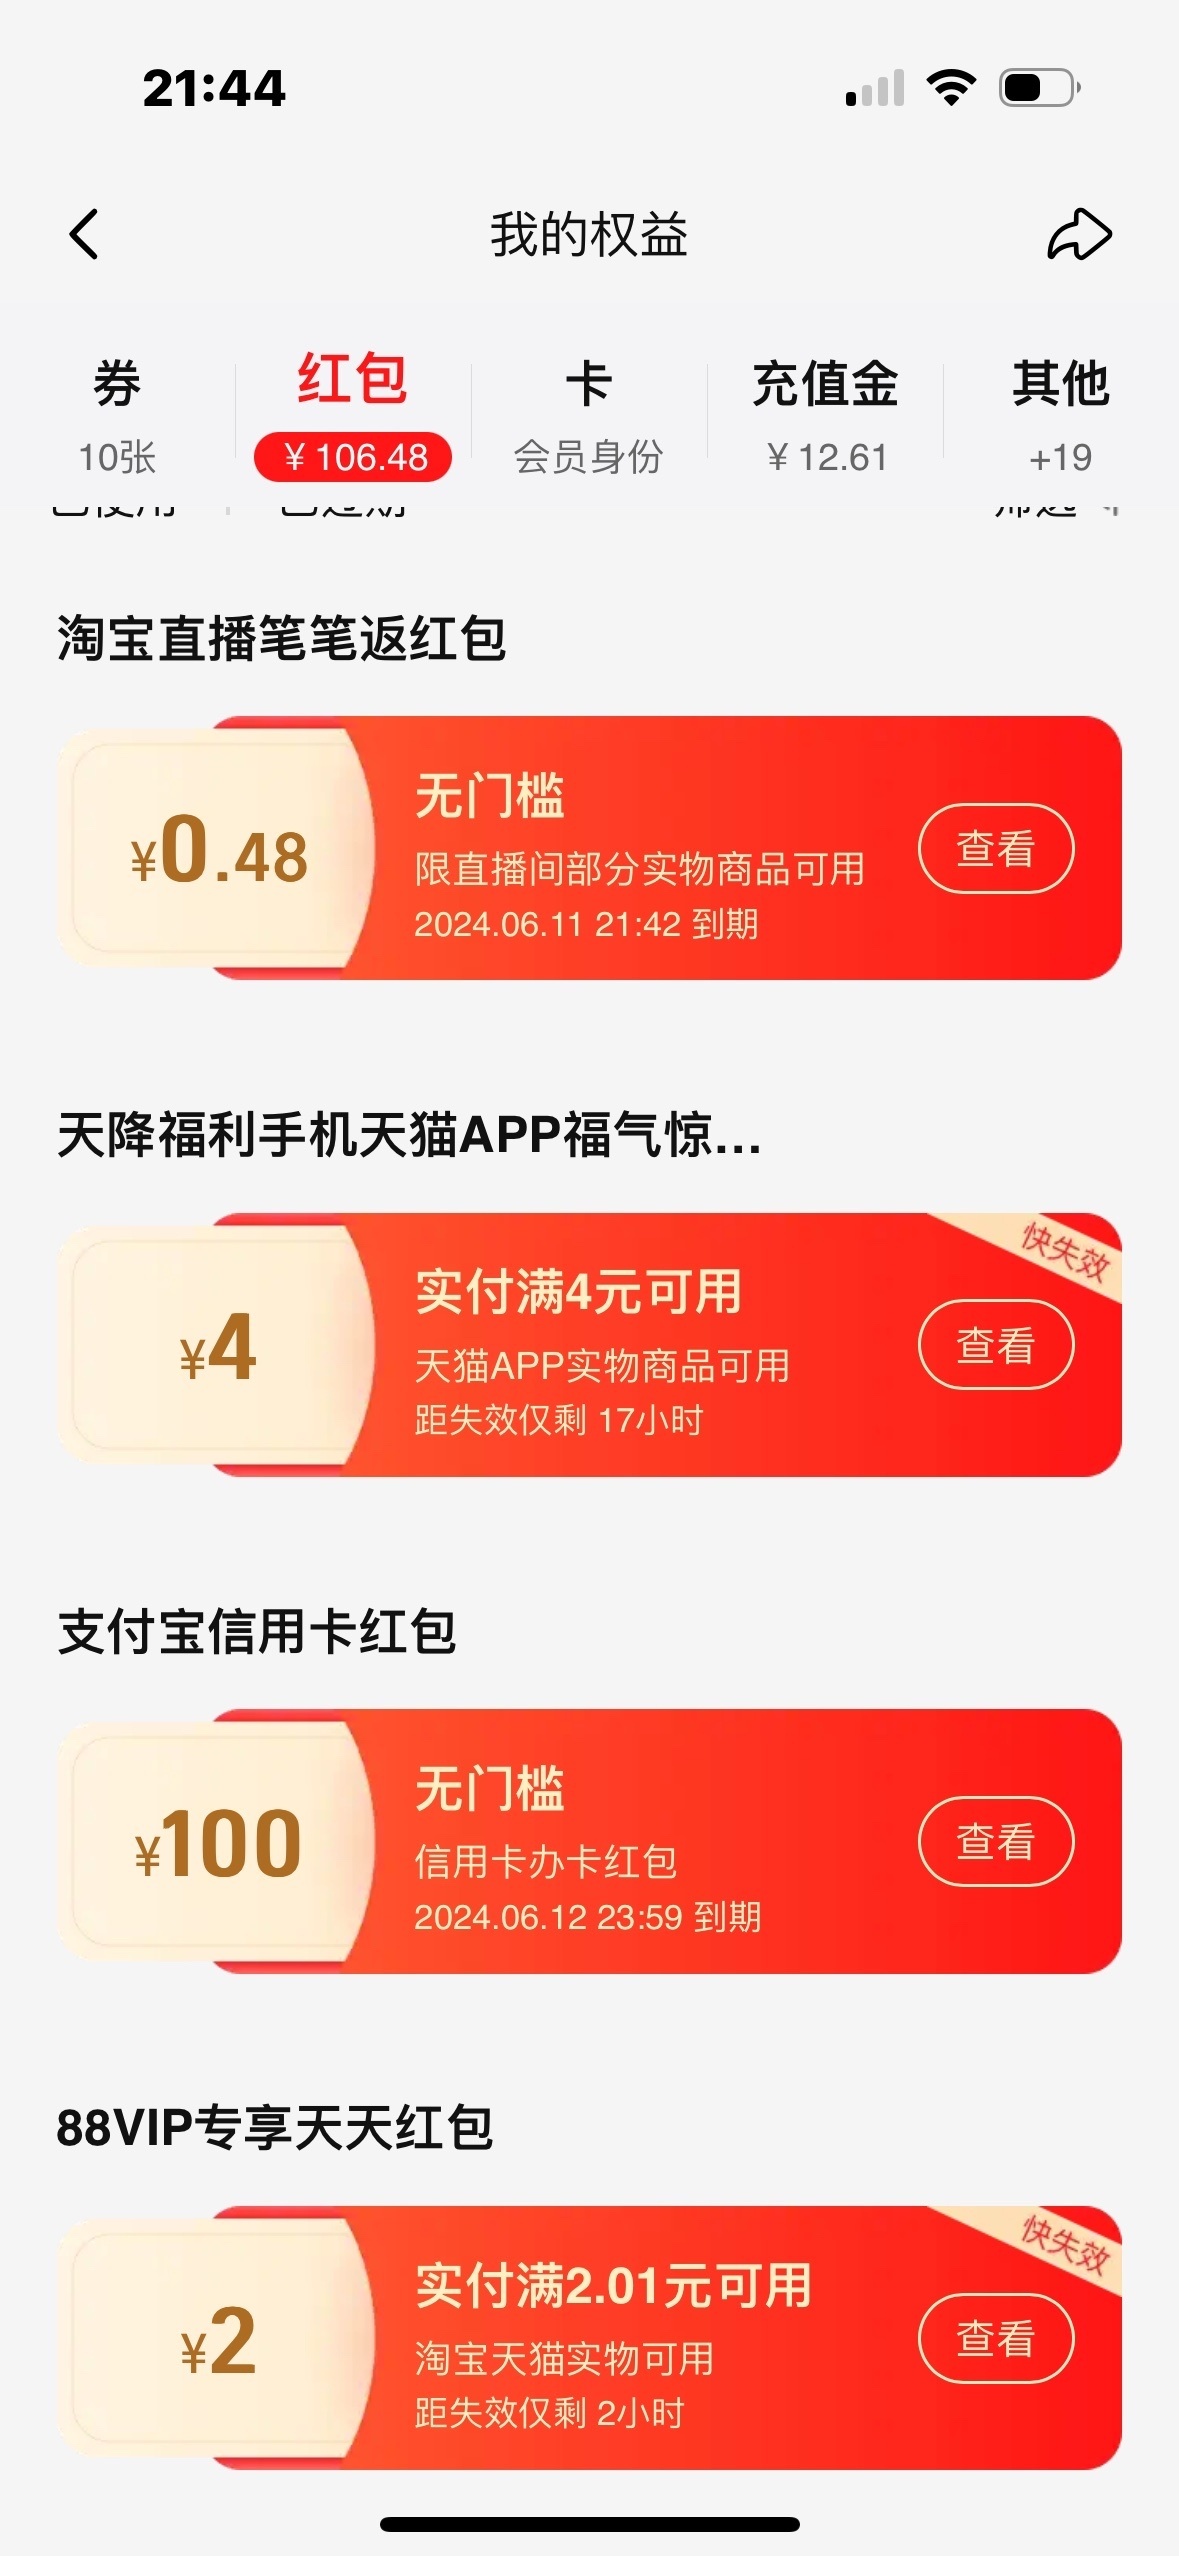 21:44
我的权益
券
红包
卡
充值金
其他
10张
¥106.48
会员身份
¥12.61
+19
淘宝直播笔笔返红包
¥0.48
无门槛
限直播间部分实物商品可用
2024.06.11 21:42 到期
查看
天降福利手机天猫APP福气惊...
¥4
实付满4元可用
天猫APP实物商品可用
距失效仅剩 17小时
快失效
查看
支付宝信用卡红包
¥100
无门槛
信用卡办卡红包
2024.06.12 23:59 到期
查看
88VIP专享天天红包
¥2
实付满2.01元可用
淘宝天猫实物可用
距失效仅剩 2小时
快失效
查看